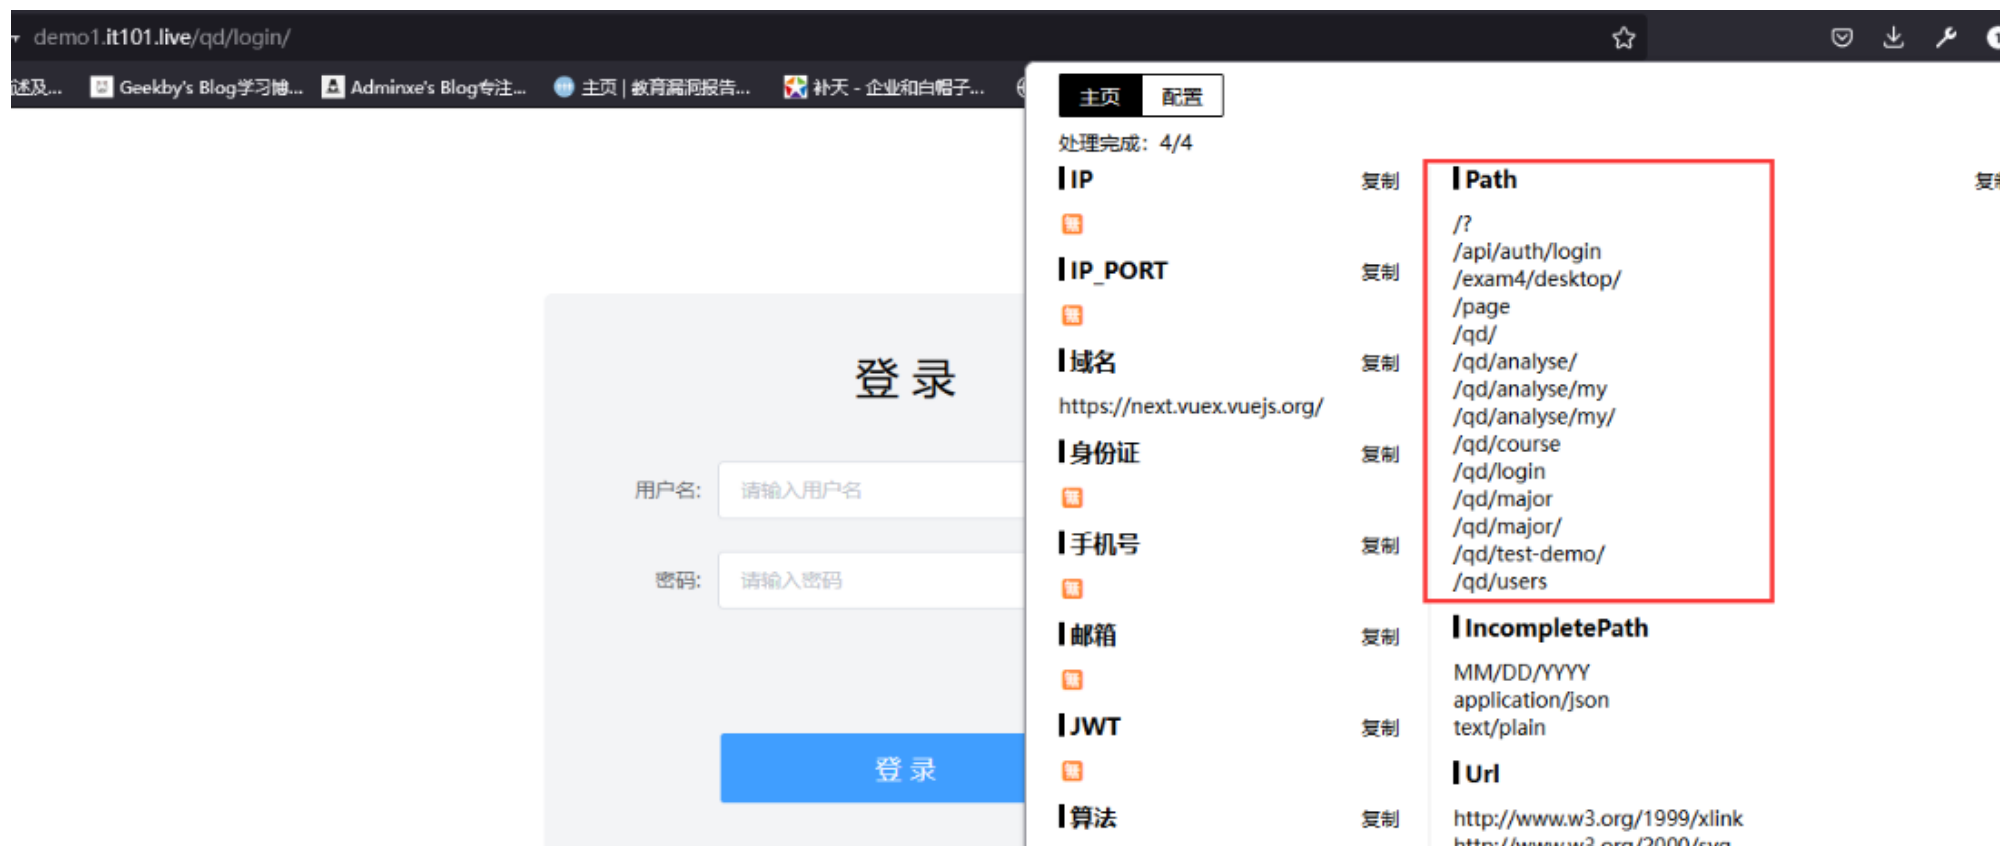 demo1.it101.live/qd/login/
述及...
Geekby's Blog学习博...
Adminxe's Blog专注...
主页 | 教育漏洞报告...
补天 - 企业和白帽子...
主页
配置
处理完成：4/4
IP
复制
IP_PORT
复制
域名
复制
https://next.vuex.vuejs.org/
身份证
复制
手机号
复制
邮箱
复制
JWT
复制
算法
复制
Path
/?
/api/auth/login
/exam4/desktop/
/page
/qd/
/qd/analyse/
/qd/analyse/my
/qd/analyse/my/
/qd/course
/qd/login
/qd/major
/qd/major/
/qd/test-demo/
/qd/users
IncompletePath
MM/DD/YYYY
application/json
text/plain
Url
http://www.w3.org/1999/xlink
http://www.w3.org/2000/svg
登 录
用户名:
请输入用户名
密码:
请输入密码
登 录